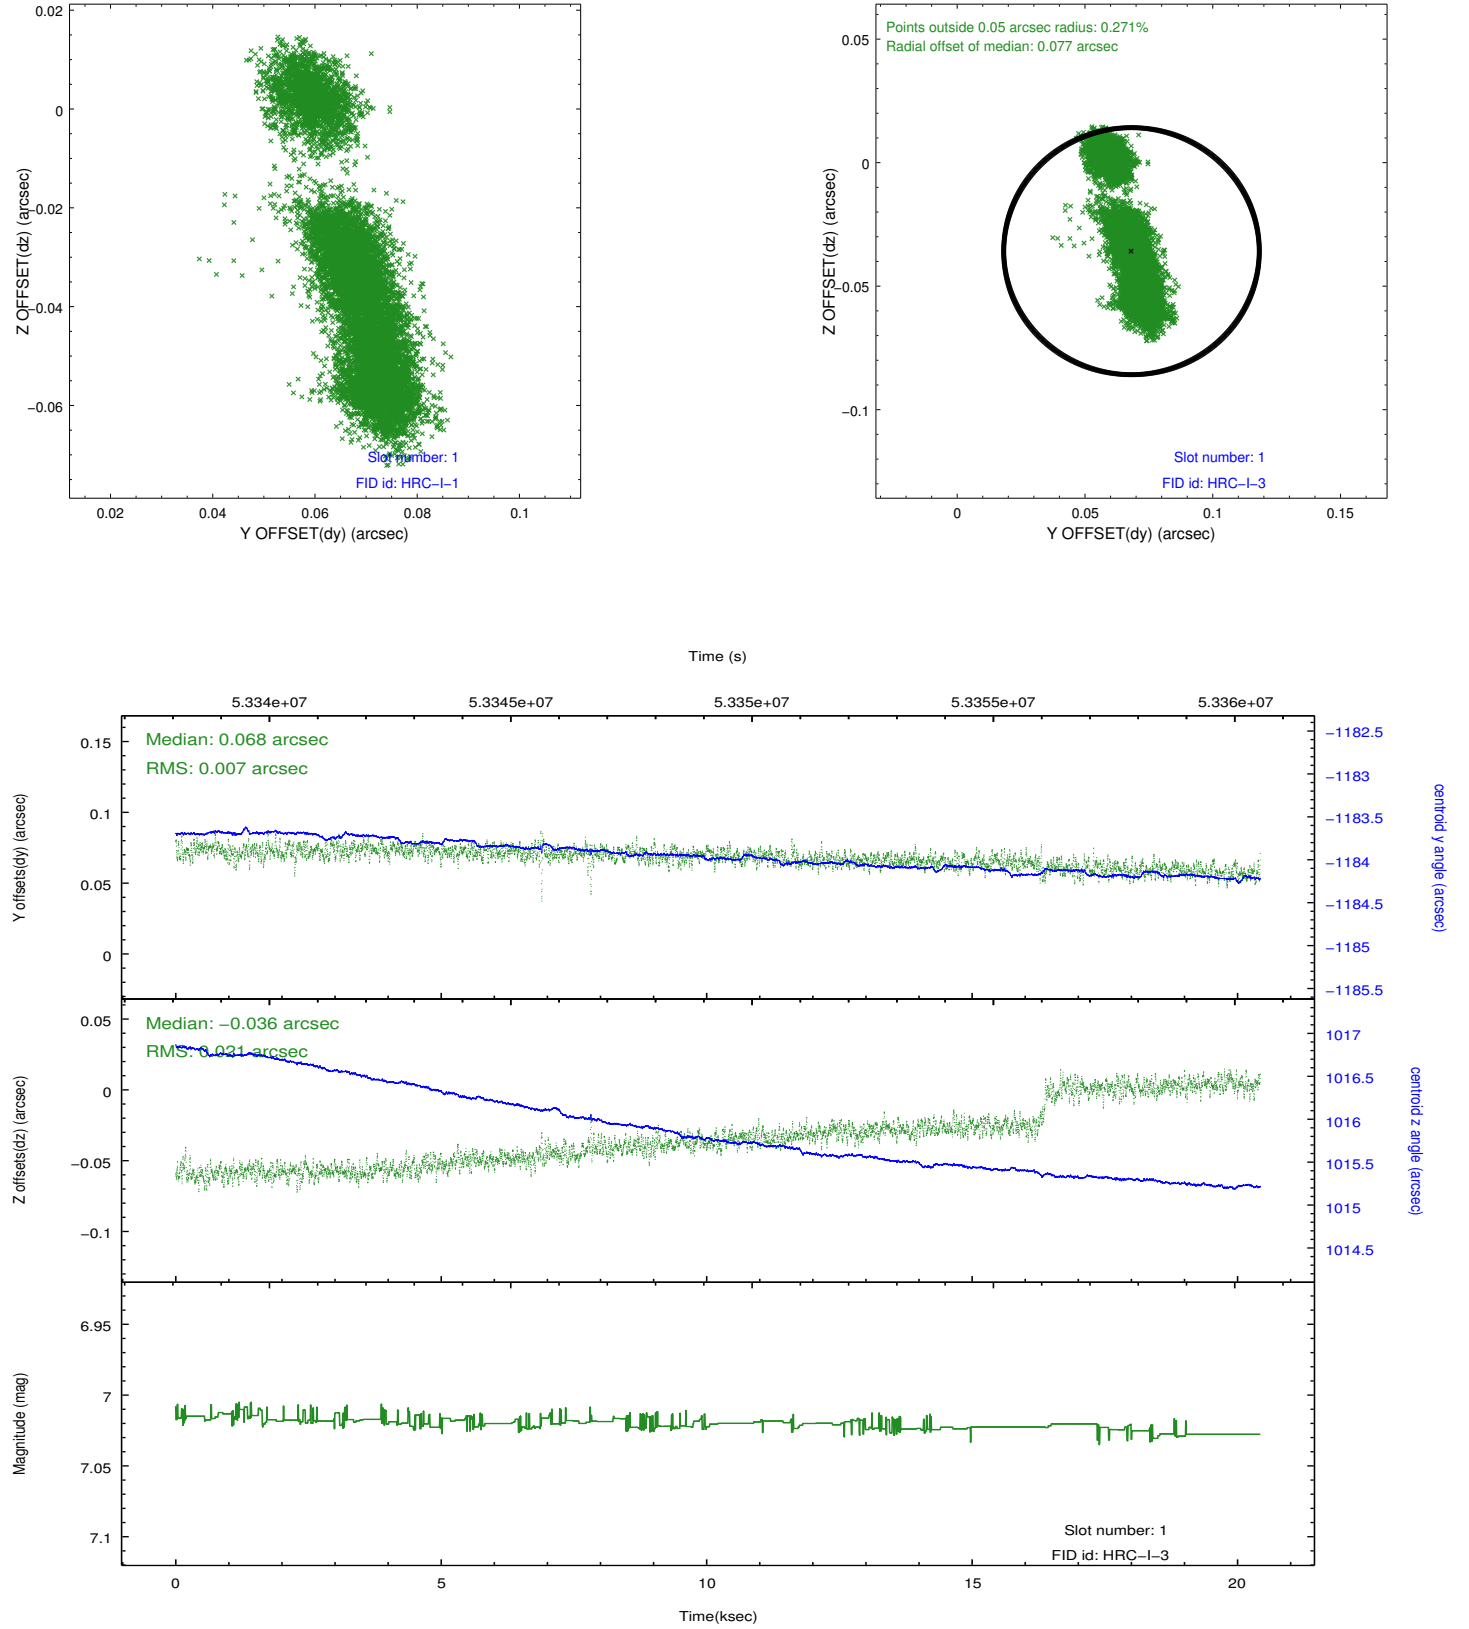 0.02
0
−0.02
−0.04
−0.06
Z OFFSET(dz) (arcsec)
Slot number: 1
FID id: HRC−I−1
0.02
0.04
0.06
0.08
0.1
Y OFFSET(dy) (arcsec)
Points outside 0.05 arcsec radius: 0.271%
Radial offset of median: 0.077 arcsec
0.05
0
−0.05
−0.1
Z OFFSET(dz) (arcsec)
Slot number: 1
FID id: HRC−I−3
0
0.05
0.1
0.15
Y OFFSET(dy) (arcsec)
Time (s)
5.334e+07
5.3345e+07
5.335e+07
5.3355e+07
5.336e+07
Median: 0.068 arcsec
RMS: 0.007 arcsec
0.15
0.1
0.05
0
Y offsets(dy) (arcsec)
−1182.5
−1183
−1183.5
−1184
−1184.5
−1185
−1185.5
centroid y angle (arcsec)
Median: −0.036 arcsec
RMS: 0.021 arcsec
0.05
0
−0.05
−0.1
Z offsets(dz) (arcsec)
1017
1016.5
1016
1015.5
1015
1014.5
centroid z angle (arcsec)
6.95
7
7.05
7.1
Magnitude (mag)
Slot number: 1
FID id: HRC−I−3
0
5
10
15
20
Time(ksec)